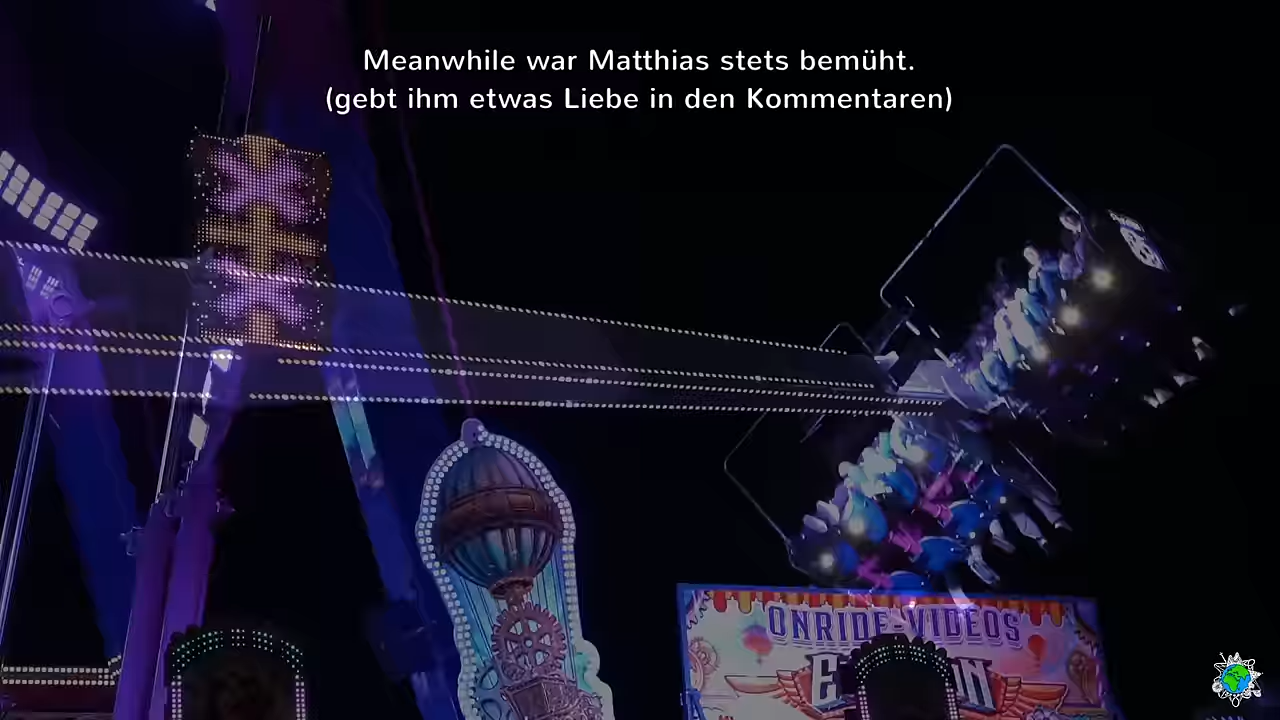 Meanwhile war Matthias stets bemüht.
(gebt ihm etwas Liebe in den Kommentaren)
ONRIDE-VIDEOS